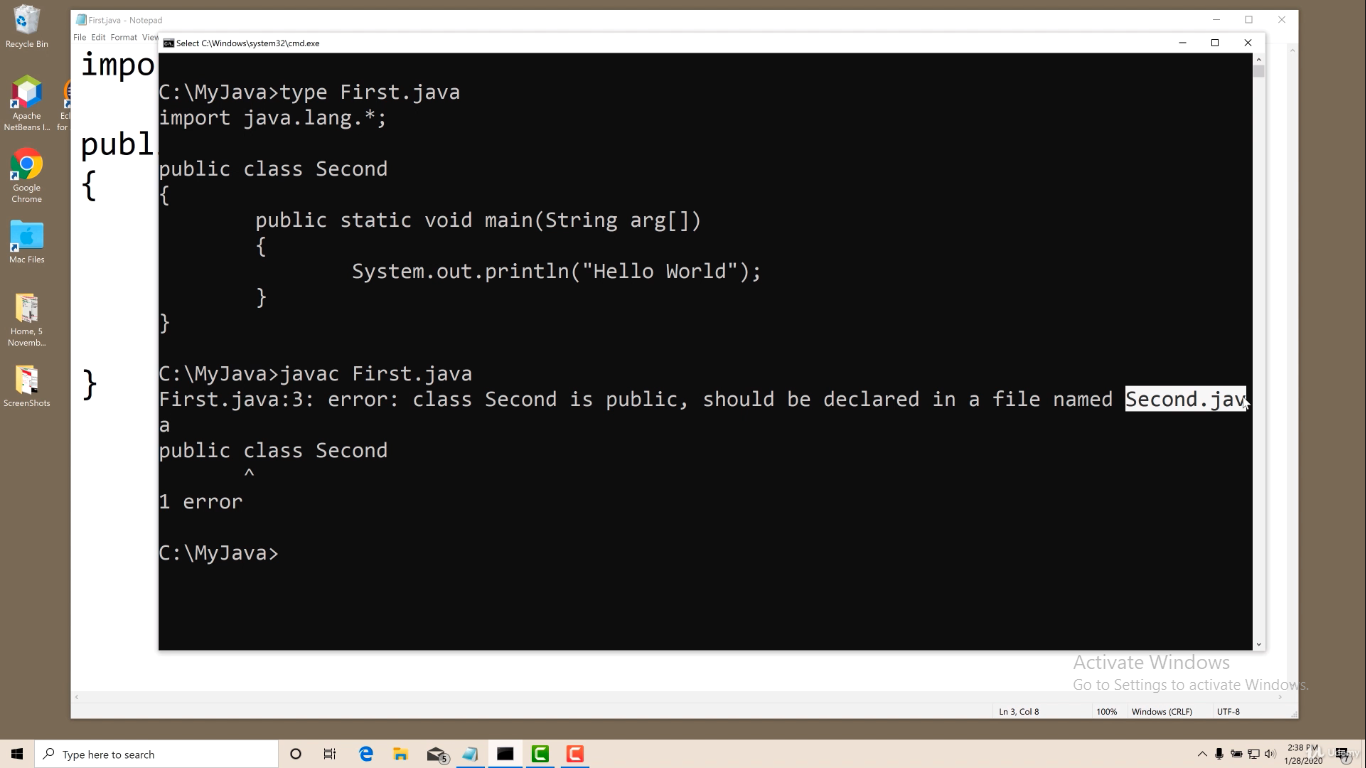 Recycle Bin
Apache
NetBeans I...
Ec
for
Google
Chrome
Mac Files
Home, 5
Novemb...
ScreenShots
First.java - Notepad
File Edit Format View
impo
publ
{
}
Select C:\Windows\system32\cmd.exe
C:\MyJava>type First.java
import java.lang.*;
public class Second
{
public static void main(String arg[])
{
System.out.println("Hello World");
}
}
C:\MyJava>javac First.java
First.java:3: error: class Second is public, should be declared in a file named Second.jav
a
public class Second
^
1 error
C:\MyJava>
Activate Windows
Go to Settings to activate Windows.
Ln 3, Col 8
100%
Windows (CRLF)
UTF-8
Type here to search
5
2:38 PM
1/28/2020
7